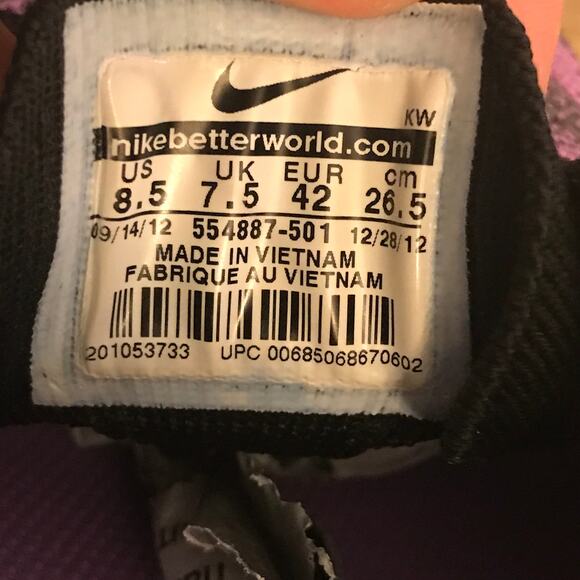 KW
nikebetterworld.com
US UK EUR cm
8.5 7.5 42 26.5
09/14/12 554887-501 12/28/12
MADE IN VIETNAM
FABRIQUE AU VIETNAM
201053733 UPC 00685068670602